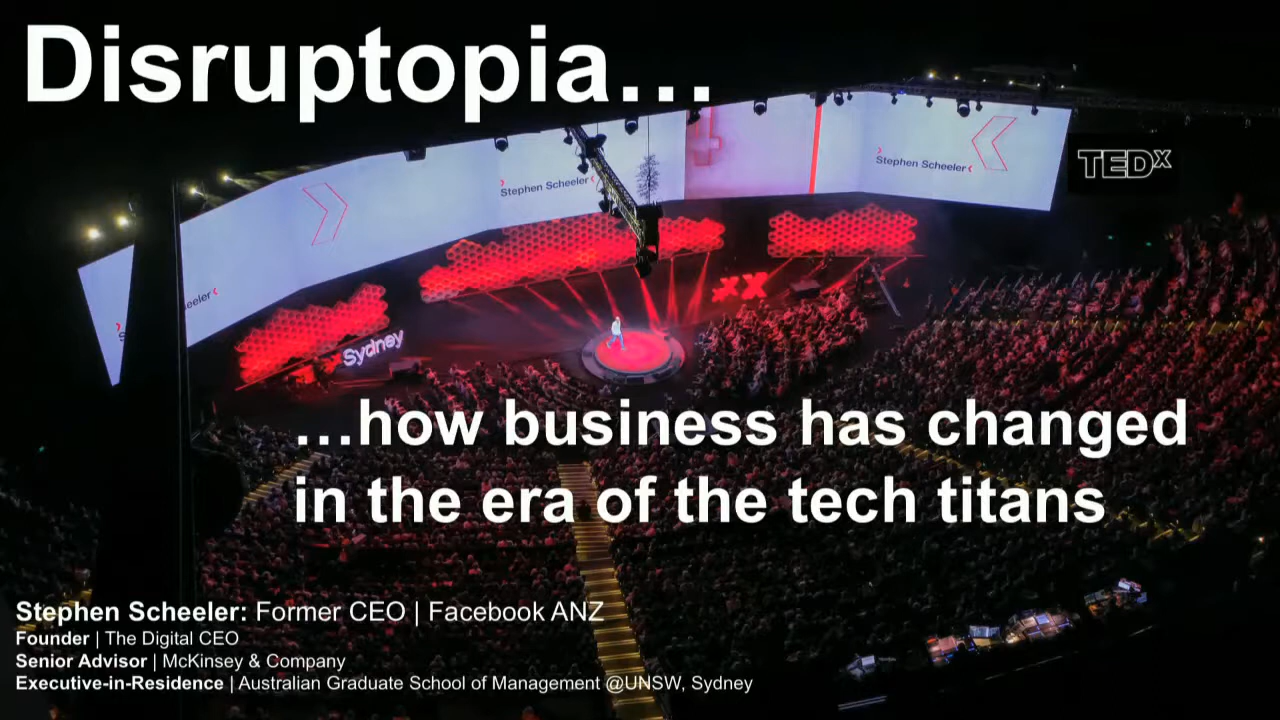 Disruptopia...
TEDx
Stephen Scheeler
Stephen Scheeler
eeler
S
Sydney
X
...how business has changed
in the era of the tech titans
Stephen Scheeler: Former CEO | Facebook ANZ
Founder | The Digital CEO
Senior Advisor | McKinsey & Company
Executive-in-Residence | Australian Graduate School of Management @UNSW, Sydney